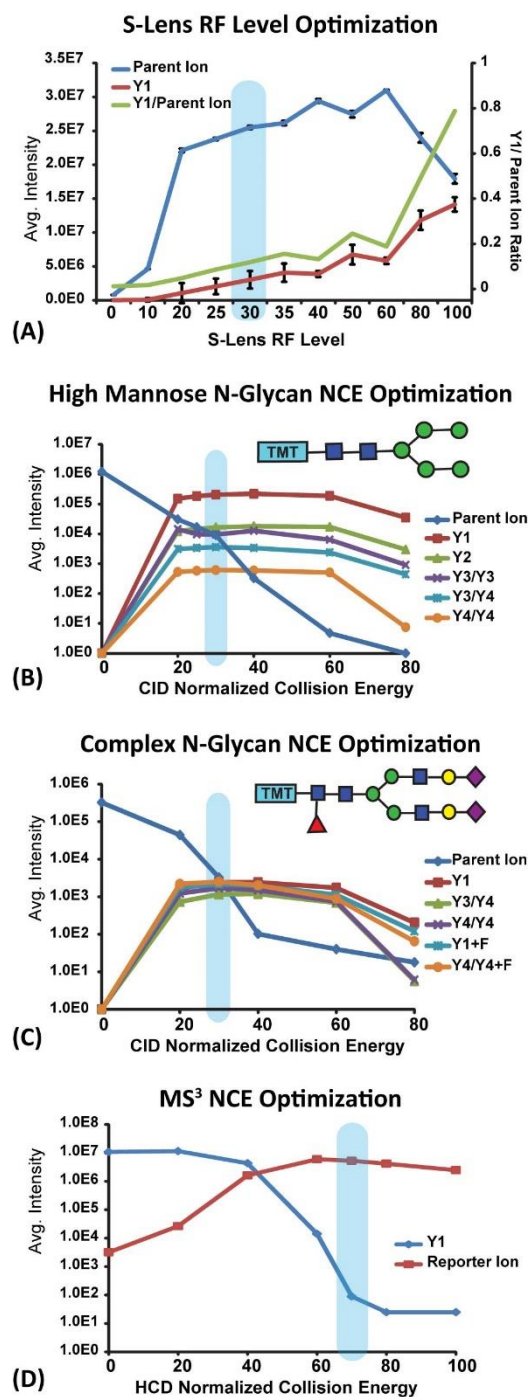 S-Lens RF Level Optimization
3.5E7
3.0E7
2.5E7
2.0E7
1.5E7
1.0E7
5.0E6
0.0E0
Avg. Intensity
Parent Ion
Y1
Y1/Parent Ion
1
0.8
0.6
0.4
0.2
0
Y1/ Parent Ion Ratio
0 10 20 25 30 35 40 50 60 80 100
S-Lens RF Level
(A)
High Mannose N-Glycan NCE Optimization
1.0E7
1.0E6
1.0E5
1.0E4
1.0E3
1.0E2
1.0E1
1.0E0
Avg. Intensity
TMT
Parent Ion
Y1
Y2
Y3/Y3
Y3/Y4
Y4/Y4
0 20 40 60 80
CID Normalized Collision Energy
(B)
Complex N-Glycan NCE Optimization
1.0E6
1.0E5
1.0E4
1.0E3
1.0E2
1.0E1
1.0E0
Avg. Intensity
TMT
Parent Ion
Y1
Y3/Y4
Y4/Y4
Y1+F
Y4/Y4+F
0 20 40 60 80
CID Normalized Collision Energy
(C)
MS³ NCE Optimization
1.0E8
1.0E7
1.0E6
1.0E5
1.0E4
1.0E3
1.0E2
1.0E1
1.0E0
Avg. Intensity
Y1
Reporter Ion
0 20 40 60 80 100
HCD Normalized Collision Energy
(D)